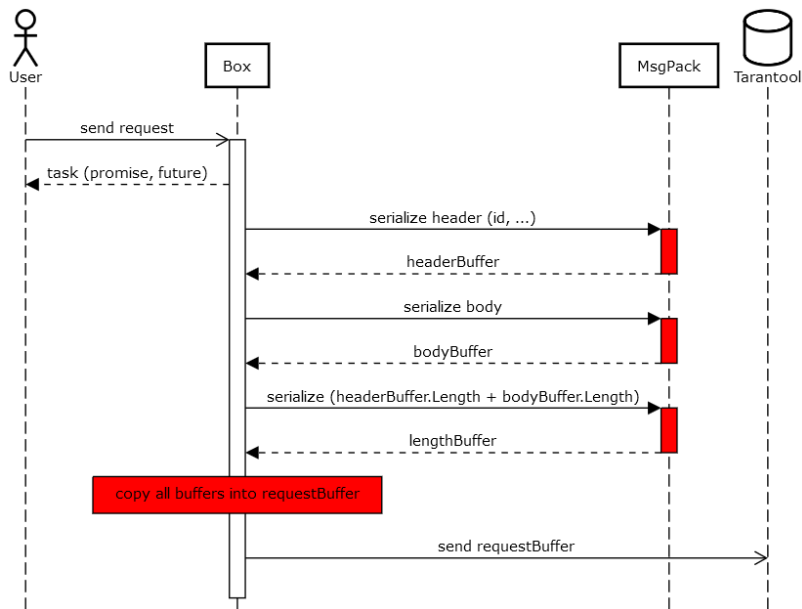 User
Box
MsgPack
Tarantool
send request
task (promise, future)
serialize header (id, ...)
headerBuffer
serialize body
bodyBuffer
serialize (headerBuffer.Length + bodyBuffer.Length)
lengthBuffer
copy all buffers into requestBuffer
send requestBuffer